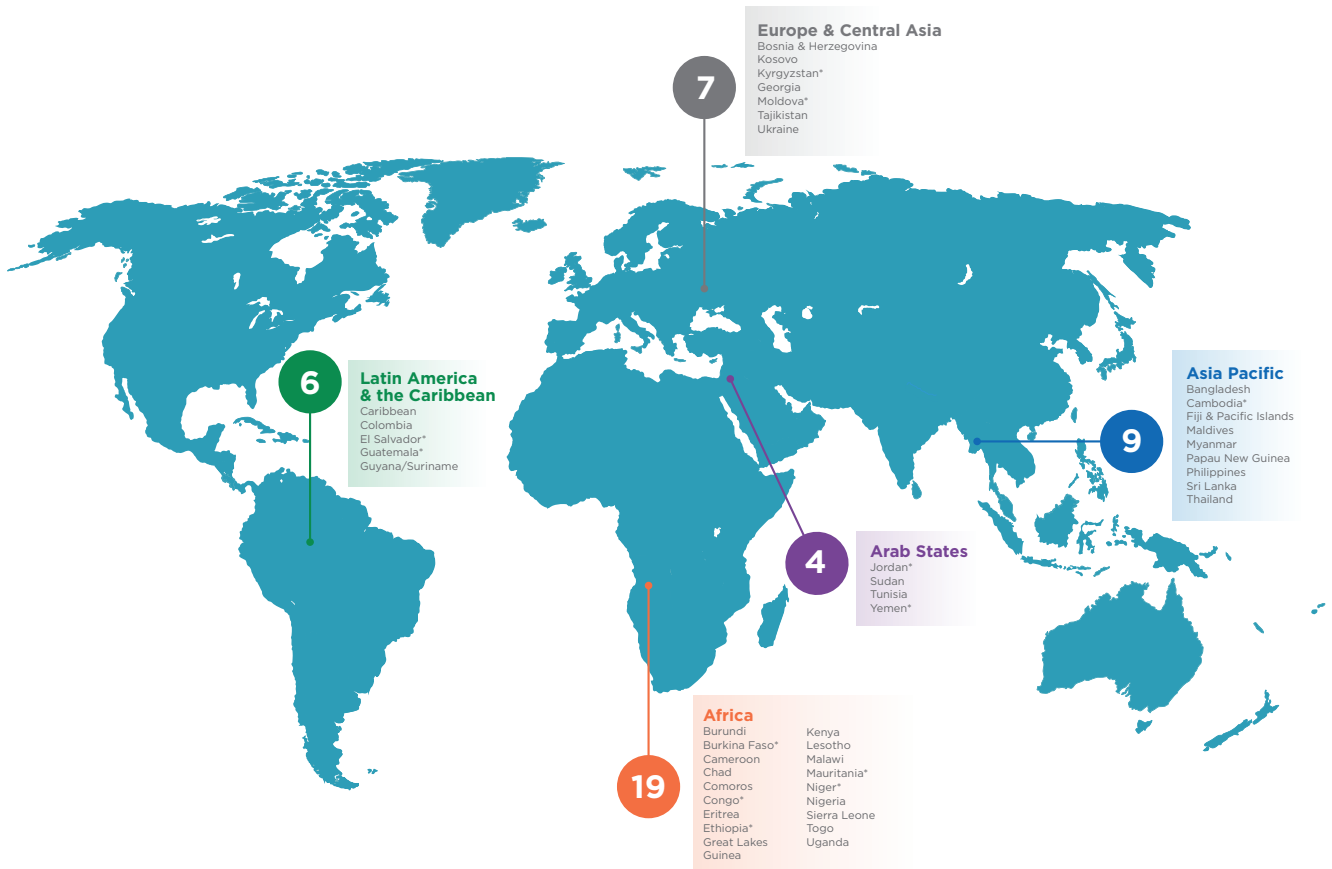 7
Europe & Central Asia
Bosnia & Herzegovina
Kosovo
Kyrgyzstan*
Georgia
Moldova*
Tajikistan
Ukraine
6
Latin America
& the Caribbean
Caribbean
Colombia
El Salvador*
Guatemala*
Guyana/Suriname
9
Asia Pacific
Bangladesh
Cambodia*
Fiji & Pacific Islands
Maldives
Myanmar
Papau New Guinea
Philippines
Sri Lanka
Thailand
4
Arab States
Jordan*
Sudan
Tunisia
Yemen*
19
Africa
Burundi
Burkina Faso*
Cameroon
Chad
Comoros
Congo*
Eritrea
Ethiopia*
Great Lakes
Guinea
Kenya
Lesotho
Malawi
Mauritania*
Niger*
Nigeria
Sierra Leone
Togo
Uganda